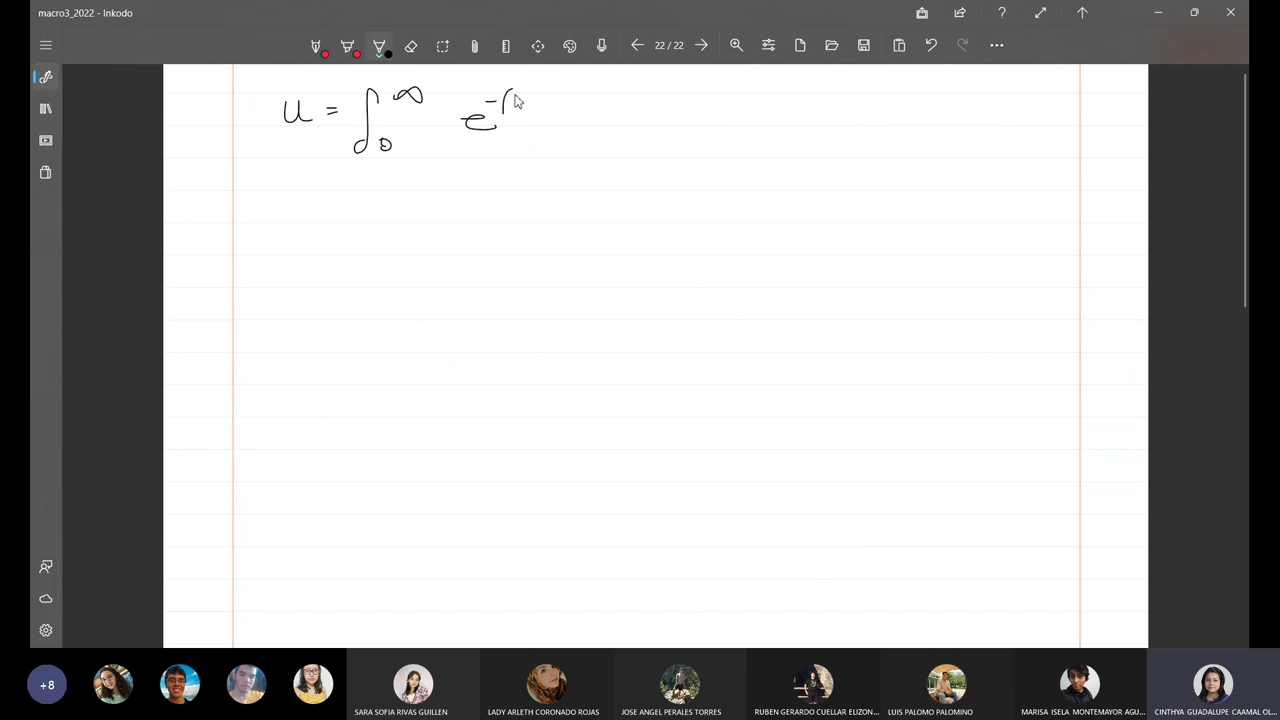 macro3_2022 - Inkodo
22 / 22
U = ∫₀^∞ e^-(
+8
SARA SOFIA RIVAS GUILLEN
LADY ARLETH CORONADO ROJAS
JOSE ANGEL PERALES TORRES
RUBEN GERARDO CUELLAR ELIZON...
LUIS PALOMO PALOMINO
MARISA ISELA MONTEMAYOR AGU...
CINTHYA GUADALUPE CAAMAL OL...